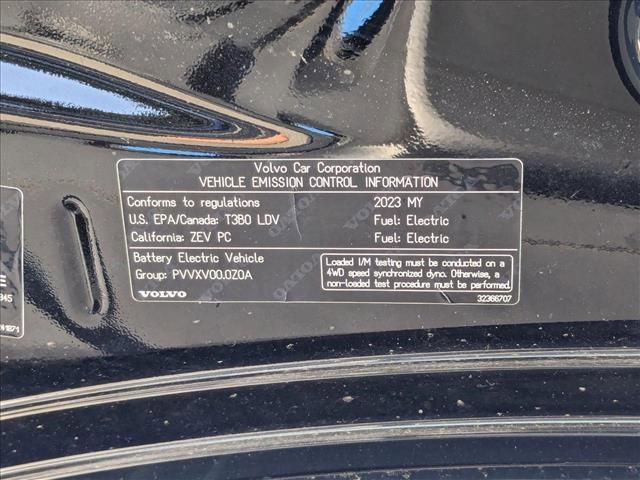 Volvo Car Corporation
VEHICLE EMISSION CONTROL INFORMATION
Conforms to regulations 2023 MY
U.S. EPA/Canada: T3B0 LDV Fuel: Electric
California: ZEV PC Fuel: Electric
Battery Electric Vehicle
Group: PVVXV00.0Z0A
Loaded I/M testing must be conducted on a
4WD speed synchronized dyno. Otherwise, a
non-loaded test procedure must be performed.
VOLVO
32366707